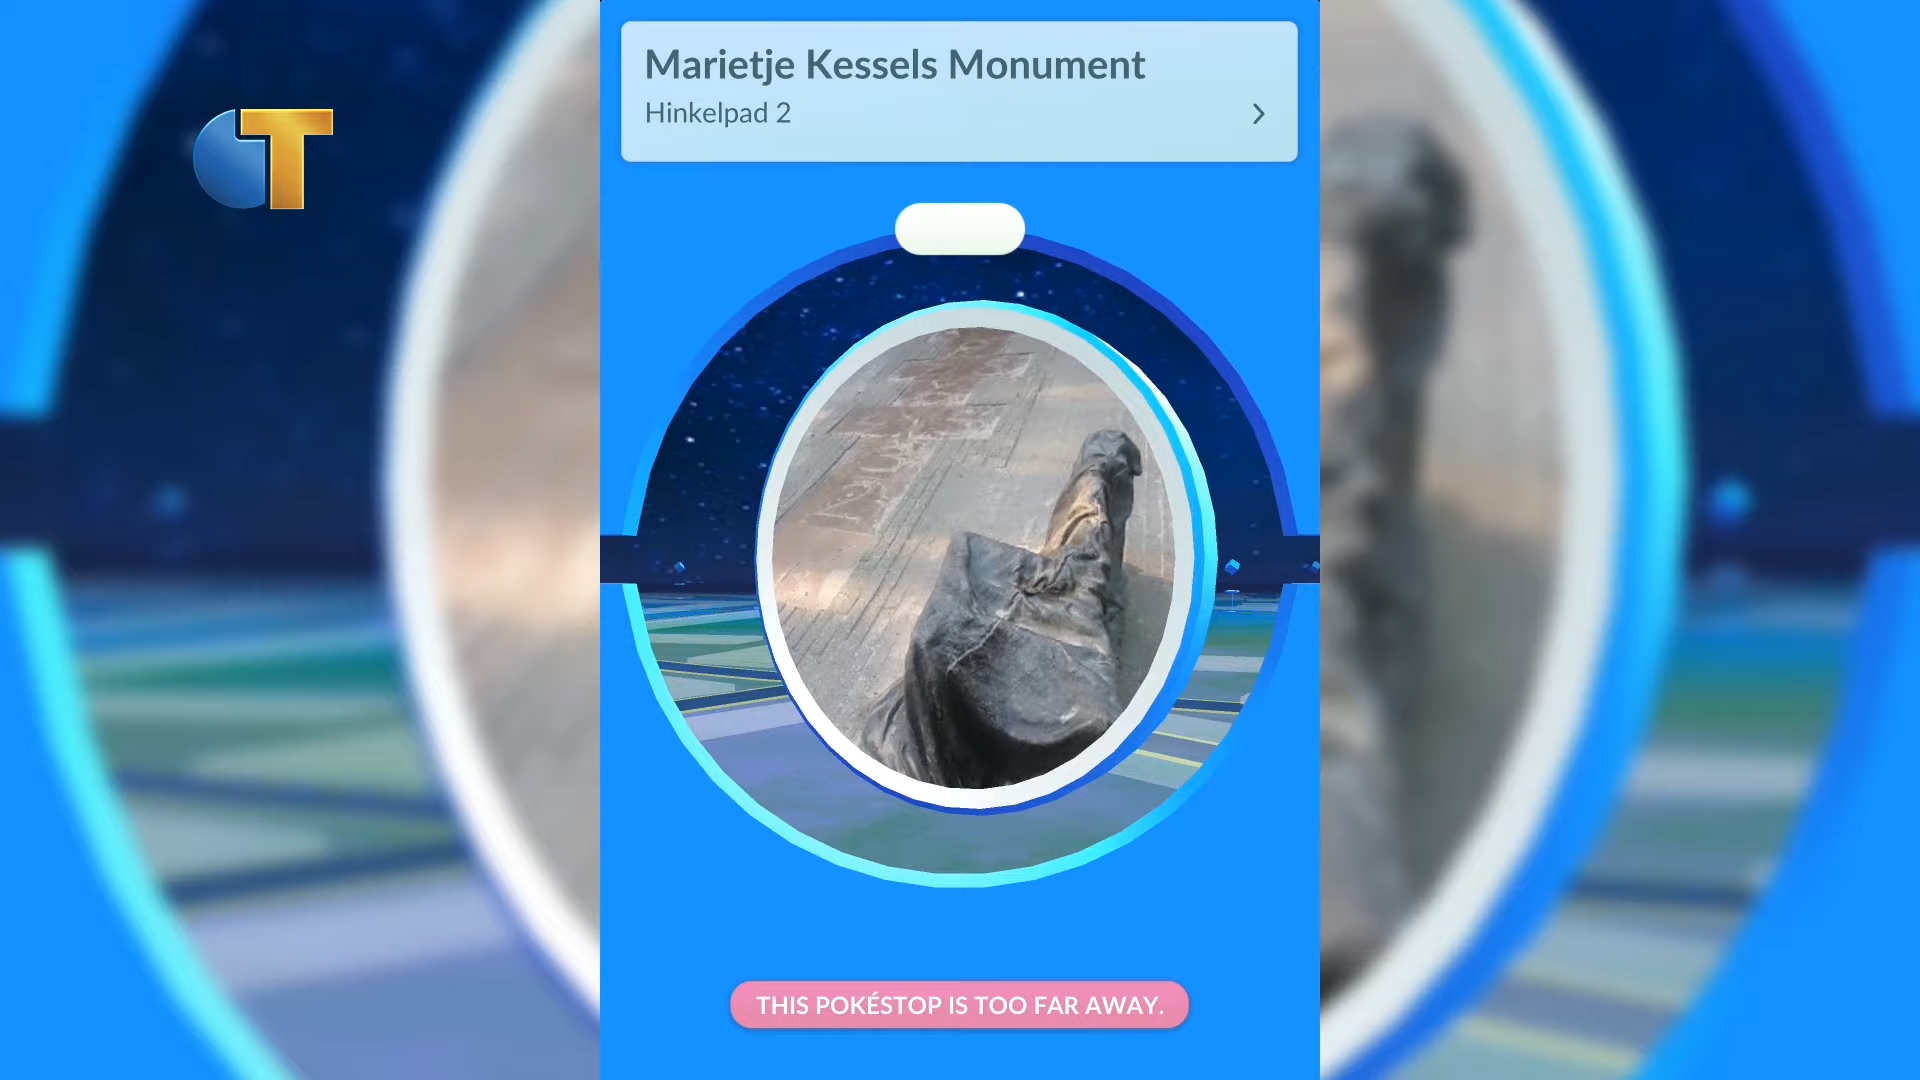 Marietje Kessels Monument
Hinkelpad 2
T
THIS POKÉSTOP IS TOO FAR AWAY.